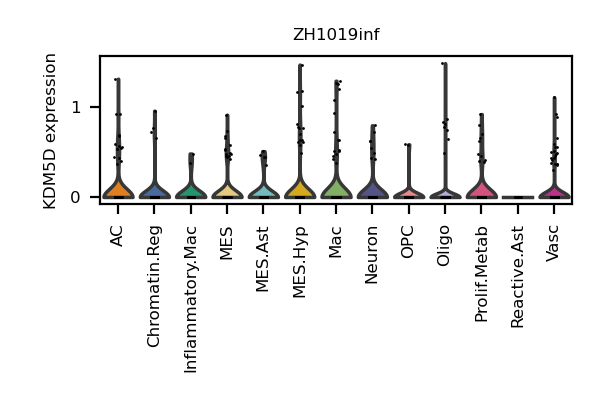 ZH1019inf
KDM5D expression
1
0
AC
Chromatin.Reg
Inflammatory.Mac
MES
MES.Ast
MES.Hyp
Mac
Neuron
OPC
Oligo
Prolif.Metab
Reactive.Ast
Vasc